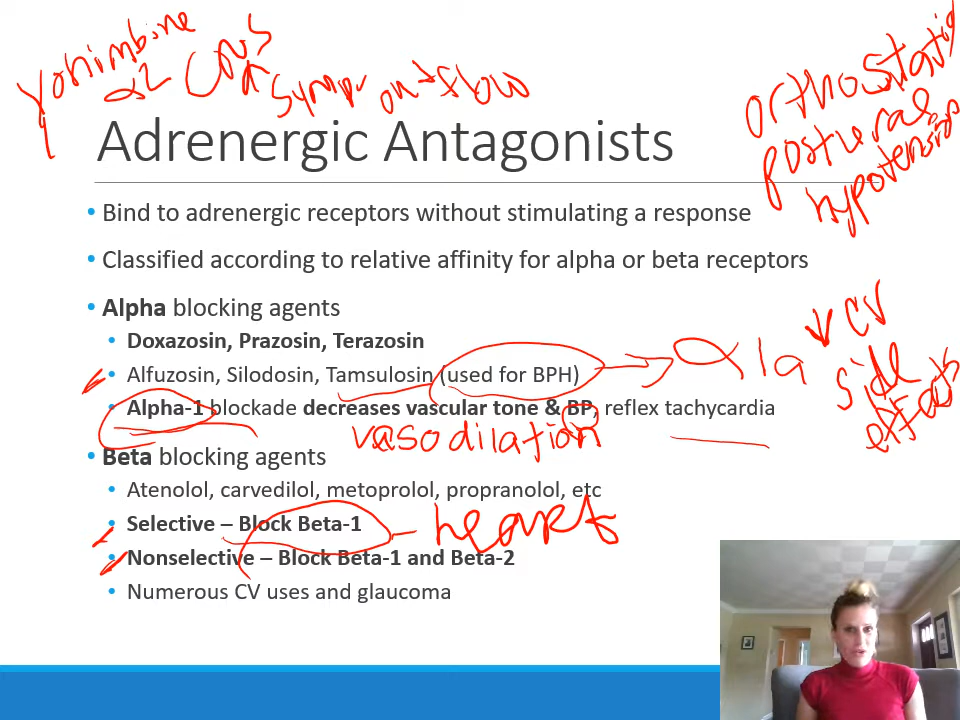 Yohimbine
α2 CNS
↑ Symp outflow
orthostatic
postural
hypotension
Adrenergic Antagonists
• Bind to adrenergic receptors without stimulating a response
• Classified according to relative affinity for alpha or beta receptors
• Alpha blocking agents
• Doxazosin, Prazosin, Terazosin
• Alfuzosin, Silodosin, Tamsulosin (used for BPH)
→ α1a
↓ CV
side
effects
• Alpha-1 blockade decreases vascular tone & BP, reflex tachycardia
vasodilation
• Beta blocking agents
• Atenolol, carvedilol, metoprolol, propranolol, etc
• Selective – Block Beta-1
heart
• Nonselective – Block Beta-1 and Beta-2
• Numerous CV uses and glaucoma